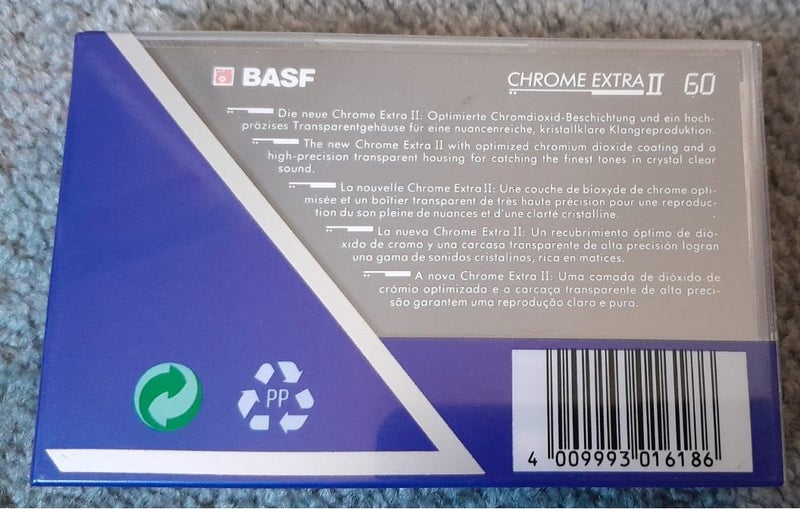 BASF
CHROME EXTRA II 60
Die neue Chrome Extra II: Optimierte Chromdioxid-Beschichtung und ein hoch-
präzises Transparentgehäuse für eine nuancenreiche, kristallklare Klangreproduktion.
The new Chrome Extra II with optimized chromium dioxide coating and a
high-precision transparent housing for catching the finest tones in crystal clear
sound.
La nouvelle Chrome Extra II: Une couche de bioxyde de chrome opti-
misée et un boîtier transparent de très haute précision pour une reproduc-
tion du son pleine de nuances et d'une clarté cristalline.
La nueva Chrome Extra II: Un recubrimiento óptimo de dió-
xido de cromo y una carcasa transparente de alta precisión logran
una gama de sonidos cristalinos, rica en matices.
A nova Chrome Extra II: Uma camada de dióxido de
crómio optimizada e a carcaça transparente de alta preci-
são garantem uma reprodução clara e pura.
PP
4 009993 016186